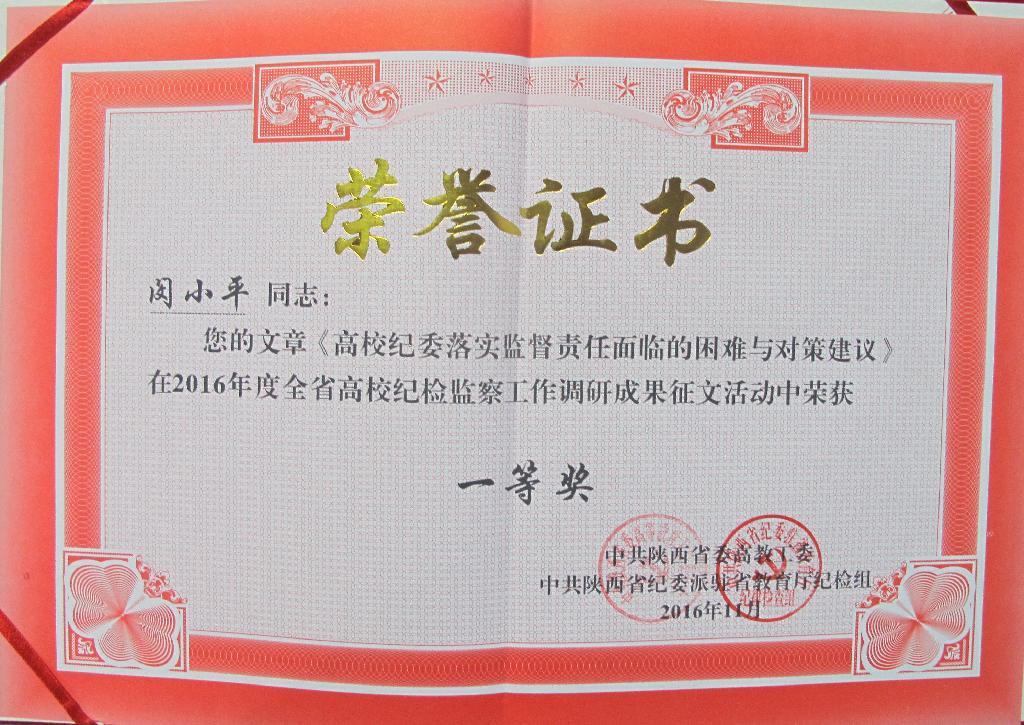 荣誉证书
闵小平 同志：
您的文章《高校纪委落实监督责任面临的困难与对策建议》
在2016年度全省高校纪检监察工作调研成果征文活动中荣获
一等奖
中共陕西省委高教工委
中共陕西省纪委派驻省教育厅纪检组
2016年11月